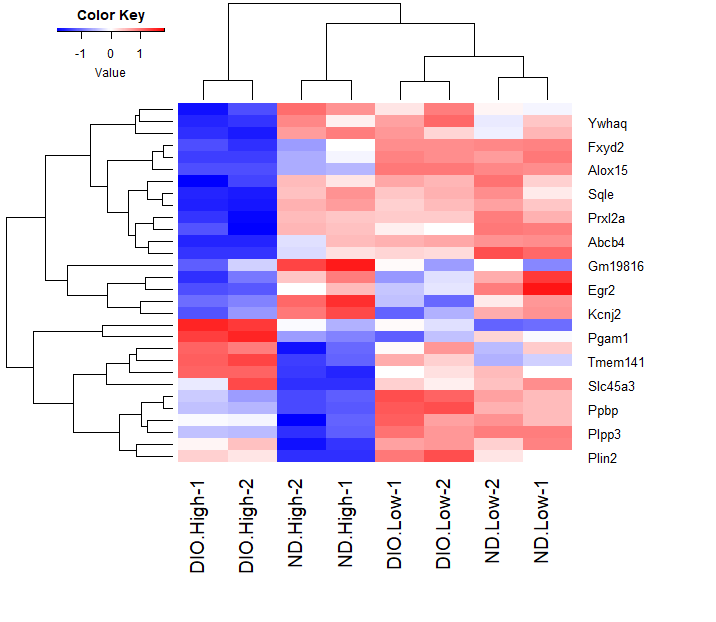 Color Key
-1 0 1
Value
Ywhaq
Fxyd2
Alox15
Sqle
Prxl2a
Abcb4
Gm19816
Egr2
Kcnj2
Pgam1
Tmem141
Slc45a3
Ppbp
Plpp3
Plin2
DIO.High-1
DIO.High-2
ND.High-2
ND.High-1
DIO.Low-1
DIO.Low-2
ND.Low-2
ND.Low-1